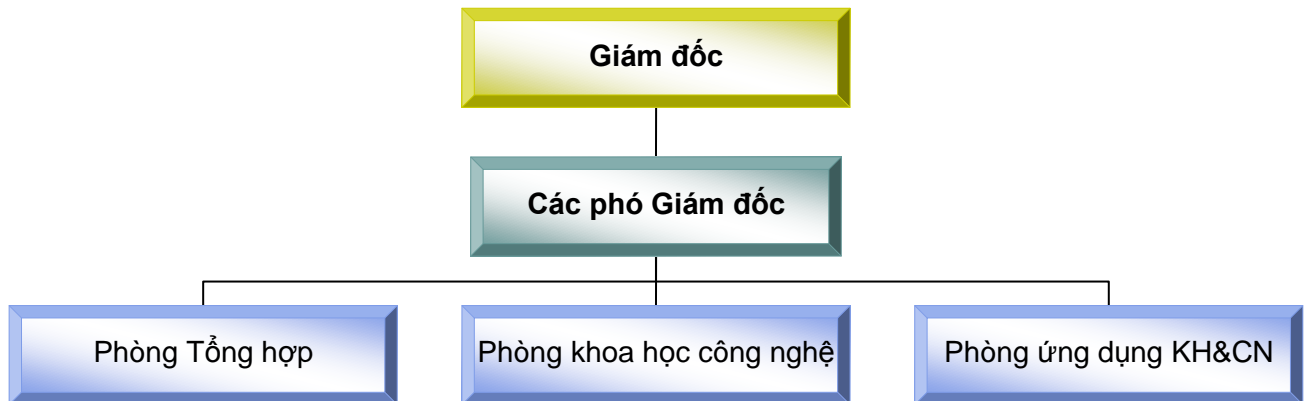 Giám đốc
Các phó Giám đốc
Phòng Tổng hợp
Phòng khoa học công nghệ
Phòng ứng dụng KH&CN